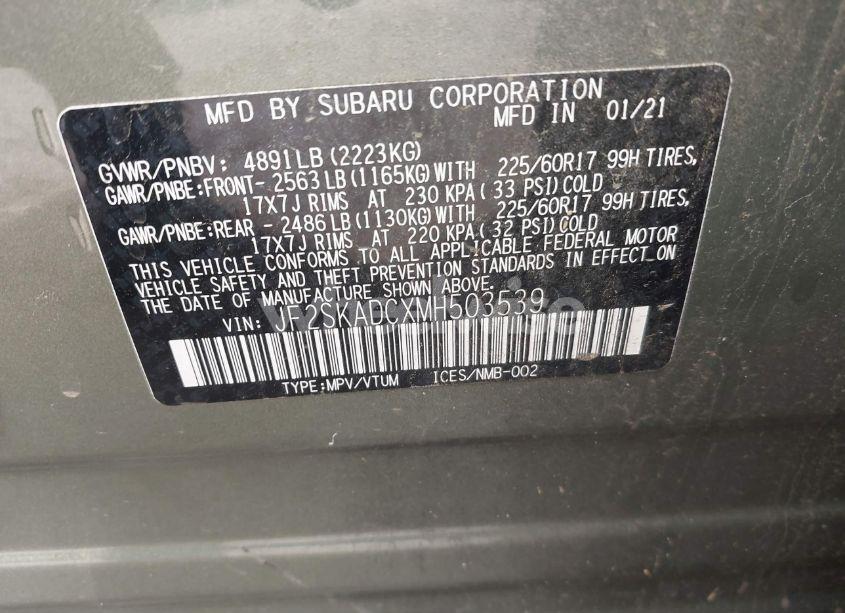 MFD BY SUBARU CORPORATION
MFD IN 01/21
GVWR/PNBV: 4891LB (2223KG)
GAWR/PNBE:FRONT- 2563LB (1165KG) WITH 225/60R17 99H TIRES,
17X7J RIMS AT 230 KPA ( 33 PSI) COLD
GAWR/PNBE:REAR - 2486LB (1130KG) WITH 225/60R17 99H TIRES,
17X7J RIMS AT 220 KPA ( 32 PSI) COLD
THIS VEHICLE CONFORMS TO ALL APPLICABLE FEDERAL MOTOR
VEHICLE SAFETY AND THEFT PREVENTION STANDARDS IN EFFECT ON
THE DATE OF MANUFACTURE SHOWN ABOVE.
VIN: JF2SKADCXMH503539
TYPE:MPV/VTUM ICES/NMB-002